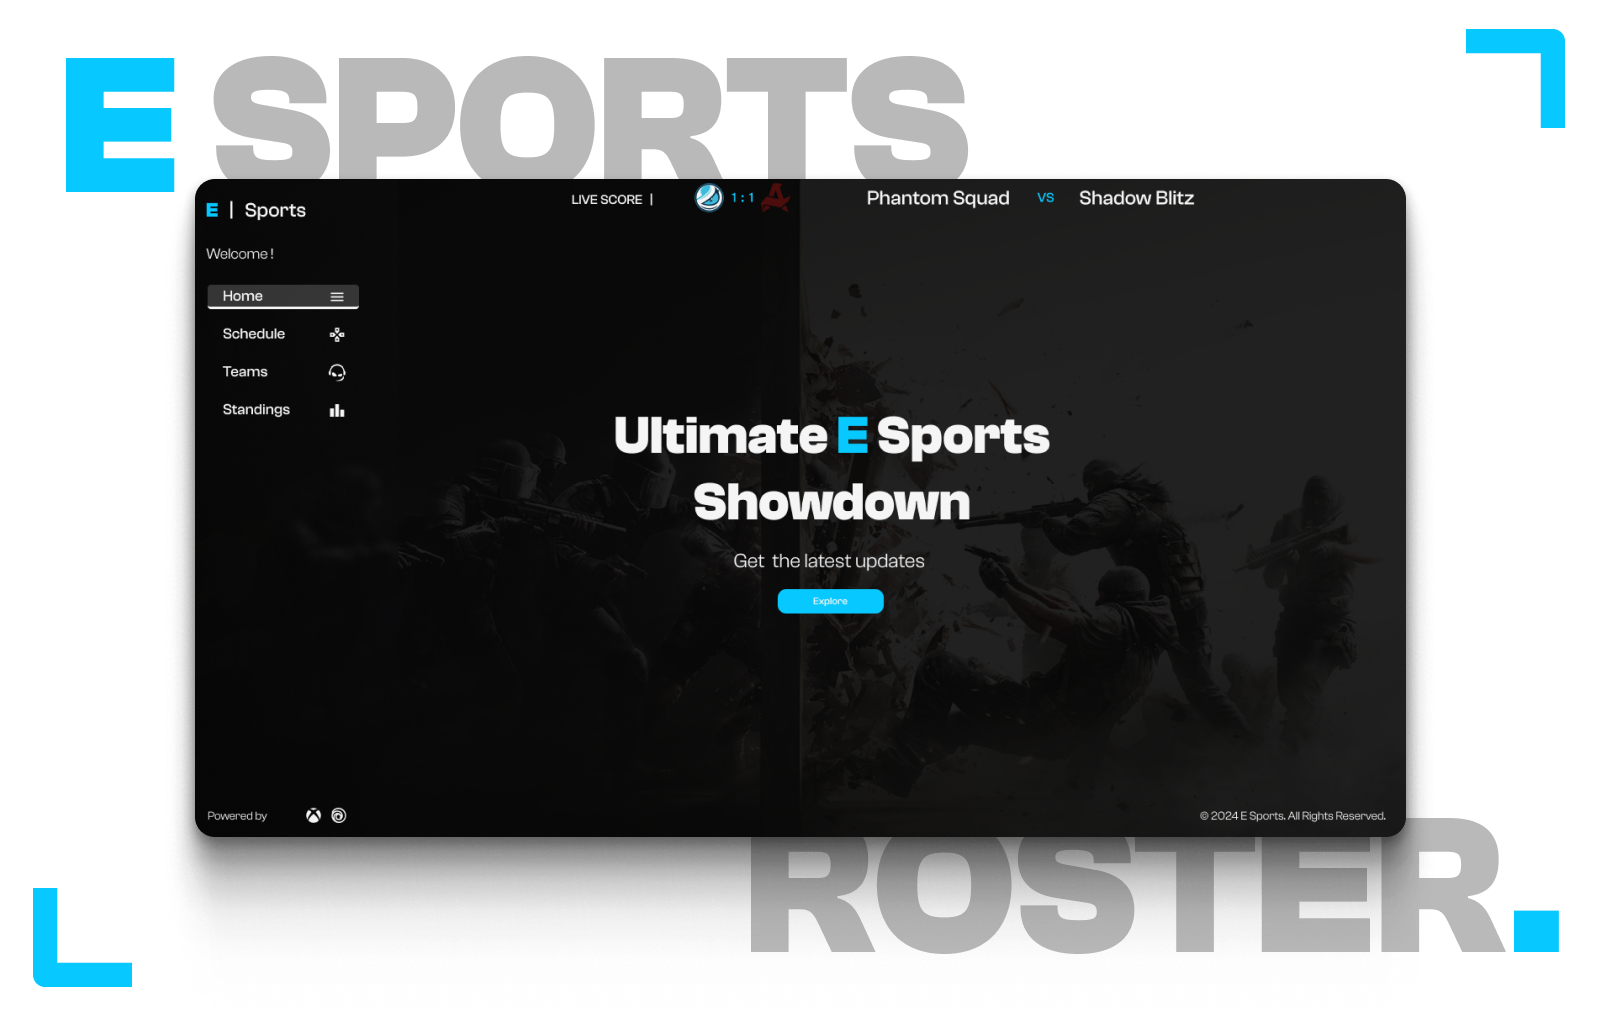 E SPORTS
E | Sports
LIVE SCORE |
1 : 1
Phantom Squad VS Shadow Blitz
Welcome !
Home
Schedule
Teams
Standings
Ultimate E Sports
Showdown
Get the latest updates
Explore
Powered by
© 2024 E Sports. All Rights Reserved.
ROSTER.